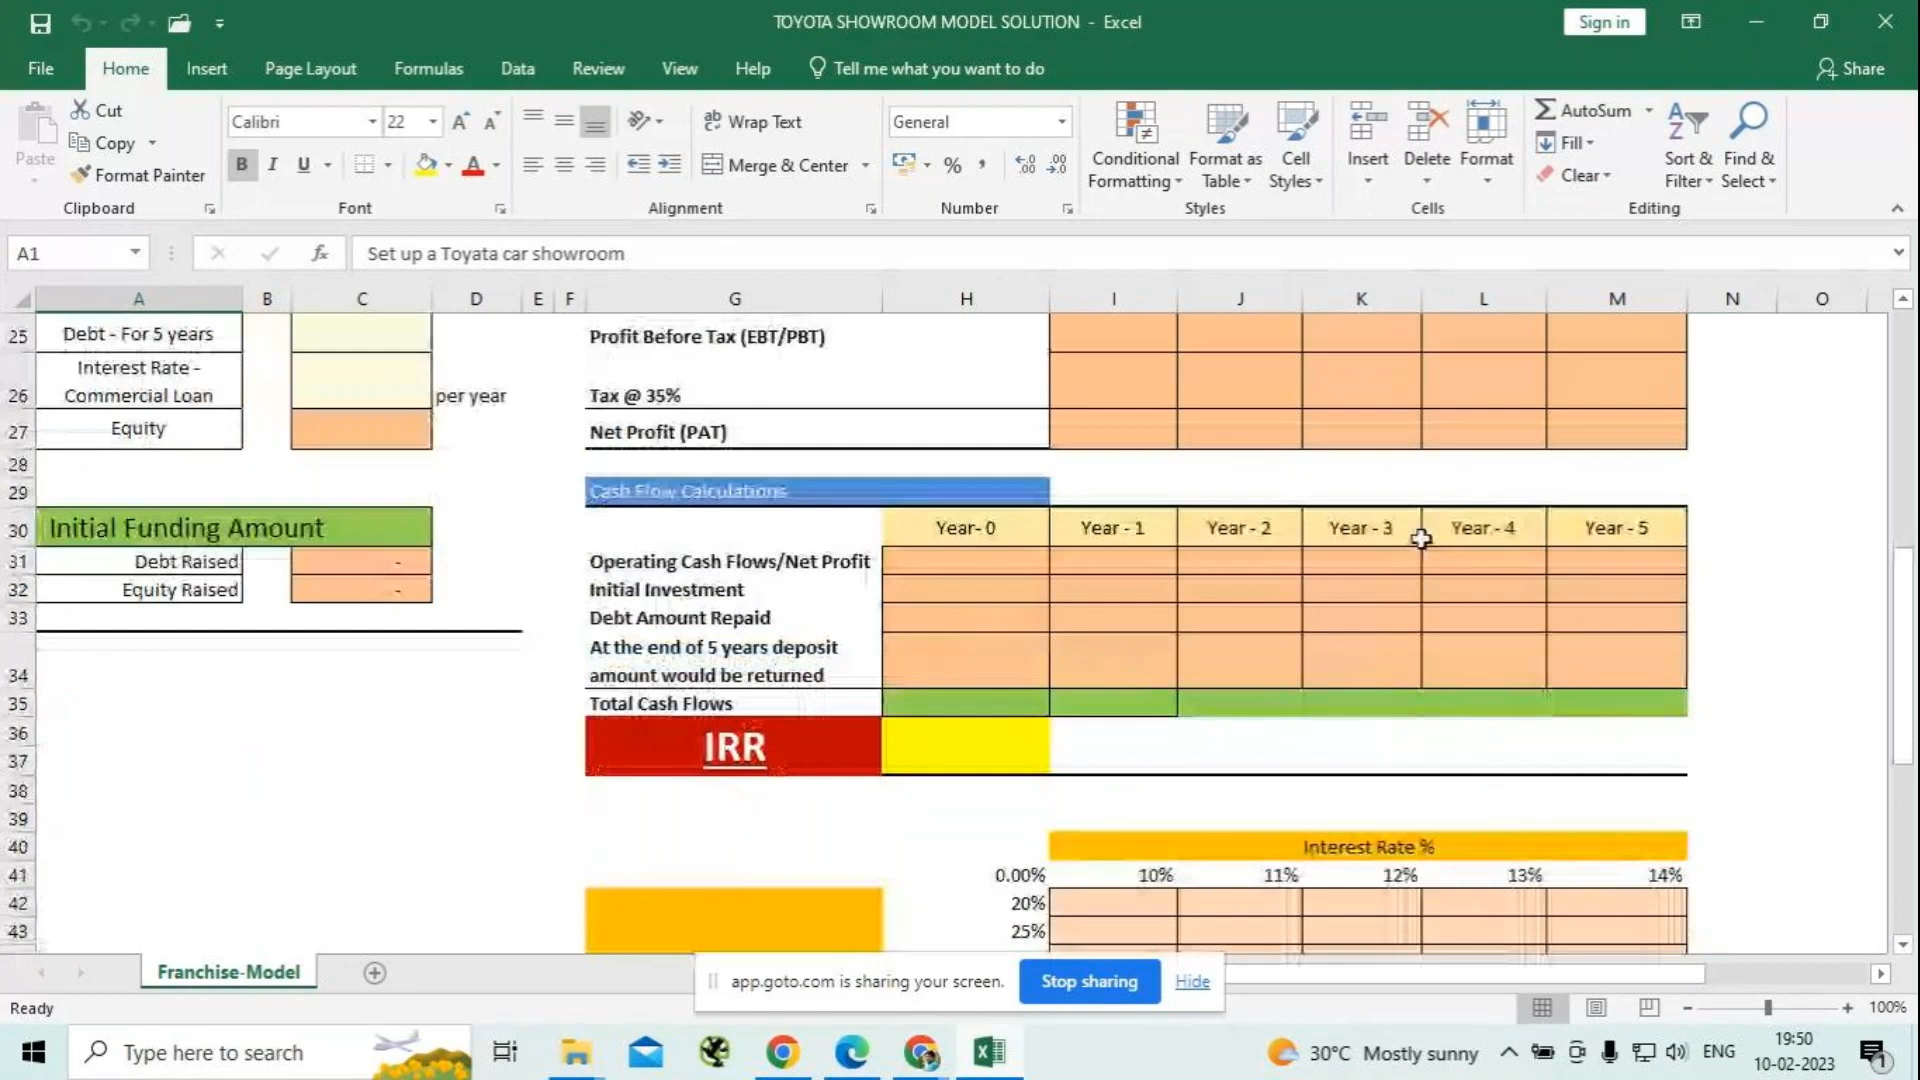 TOYOTA SHOWROOM MODEL SOLUTION - Excel
Sign in
File Home Insert Page Layout Formulas Data Review View Help Tell me what you want to do Share
Paste
Cut
Copy
Format Painter
Clipboard
Calibri 22
B I U
Font
Wrap Text
Merge & Center
Alignment
General
%
Number
Conditional Formatting
Format as Table
Cell Styles
Styles
Insert Delete Format
Cells
AutoSum
Fill
Clear
Sort & Filter
Find & Select
Editing
A1
fx
Set up a Toyata car showroom
A B C D E F G H I J K L M N O
25 Debt - For 5 years Profit Before Tax (EBT/PBT)
Interest Rate -
26 Commercial Loan per year Tax @ 35%
27 Equity Net Profit (PAT)
28
29 Cash Flow Calculations
30 Initial Funding Amount Year- 0 Year - 1 Year - 2 Year - 3 Year - 4 Year - 5
31 Debt Raised - Operating Cash Flows/Net Profit
32 Equity Raised - Initial Investment
33 Debt Amount Repaid
At the end of 5 years deposit
34 amount would be returned
35 Total Cash Flows
36
IRR
37
38
39
40 Interest Rate %
41 0.00% 10% 11% 12% 13% 14%
42 20%
43 25%
Franchise-Model
app.goto.com is sharing your screen. Stop sharing Hide
Ready
100%
Type here to search
30°C Mostly sunny
ENG
19:50
10-02-2023
1